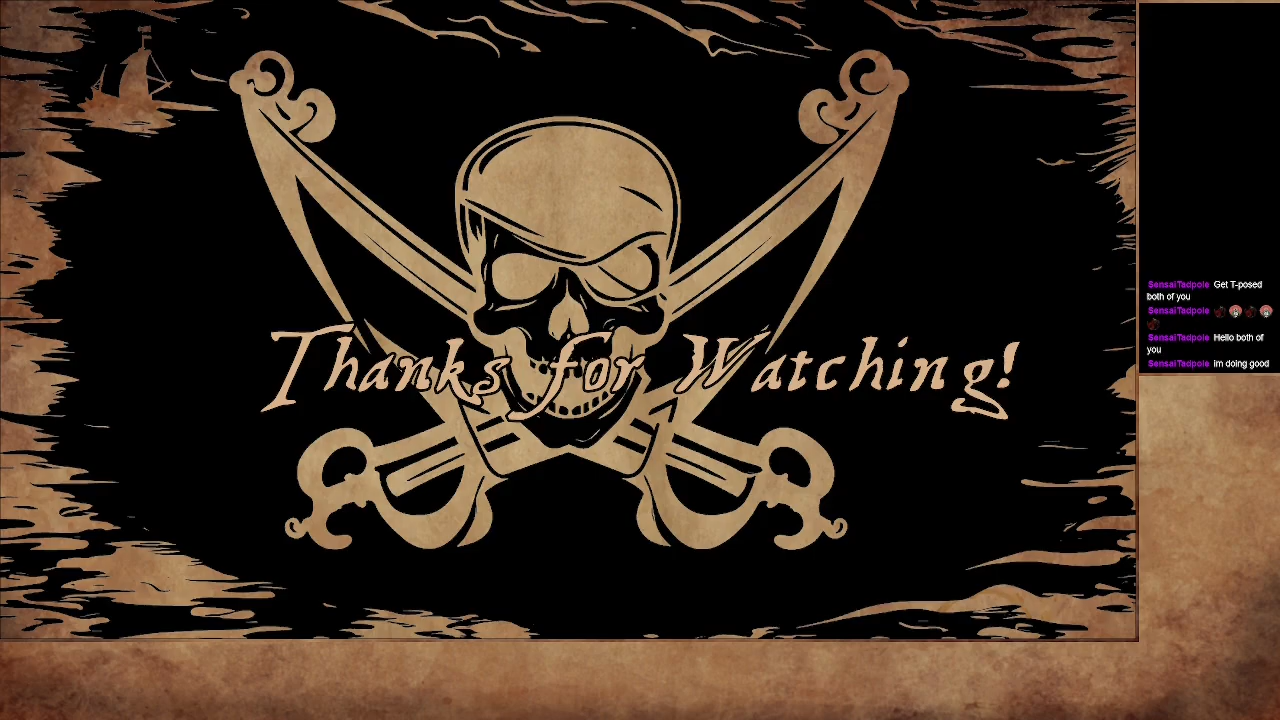 Thanks for Watching!
SensaiTadpole Get T-posed
both of you
SensaiTadpole
SensaiTadpole Hello both of
you
SensaiTadpole im doing good